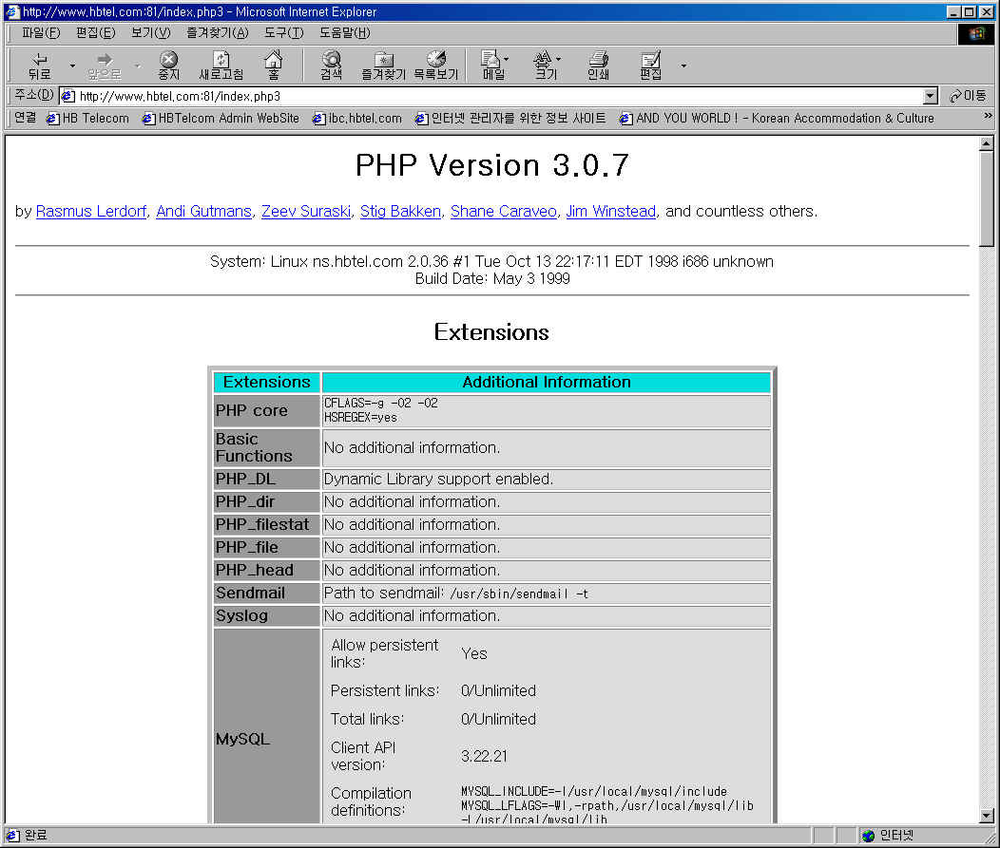 http://www.hbtel.com:81/index.php3 - Microsoft Internet Explorer
파일(F) 편집(E) 보기(V) 즐겨찾기(A) 도구(T) 도움말(H)
뒤로 앞으로 중지 새로고침 홈 검색 즐겨찾기 목록보기 메일 크기 인쇄 편집
주소(D) http://www.hbtel.com:81/index.php3 이동
연결 HB Telecom HBTelcom Admin WebSite ibc.hbtel.com 인터넷 관리자를 위한 정보 사이트 AND YOU WORLD ! - Korean Accommodation & Culture »
PHP Version 3.0.7
by Rasmus Lerdorf, Andi Gutmans, Zeev Suraski, Stig Bakken, Shane Caraveo, Jim Winstead, and countless others.
System: Linux ns.hbtel.com 2.0.36 #1 Tue Oct 13 22:17:11 EDT 1998 i686 unknown
Build Date: May 3 1999
Extensions
Extensions Additional Information
PHP core CFLAGS=-g -O2 -O2
HSREGEX=yes
Basic
Functions No additional information.
PHP_DL Dynamic Library support enabled.
PHP_dir No additional information.
PHP_filestat No additional information.
PHP_file No additional information.
PHP_head No additional information.
Sendmail Path to sendmail: /usr/sbin/sendmail -t
Syslog No additional information.
MySQL
Allow persistent
links: Yes
Persistent links: 0/Unlimited
Total links: 0/Unlimited
Client API
version: 3.22.21
Compilation
definitions: MYSQL_INCLUDE=-I/usr/local/mysql/include
MYSQL_LFLAGS=-Wl,-rpath,/usr/local/mysql/lib
-L/usr/local/mysql/lib
완료 인터넷